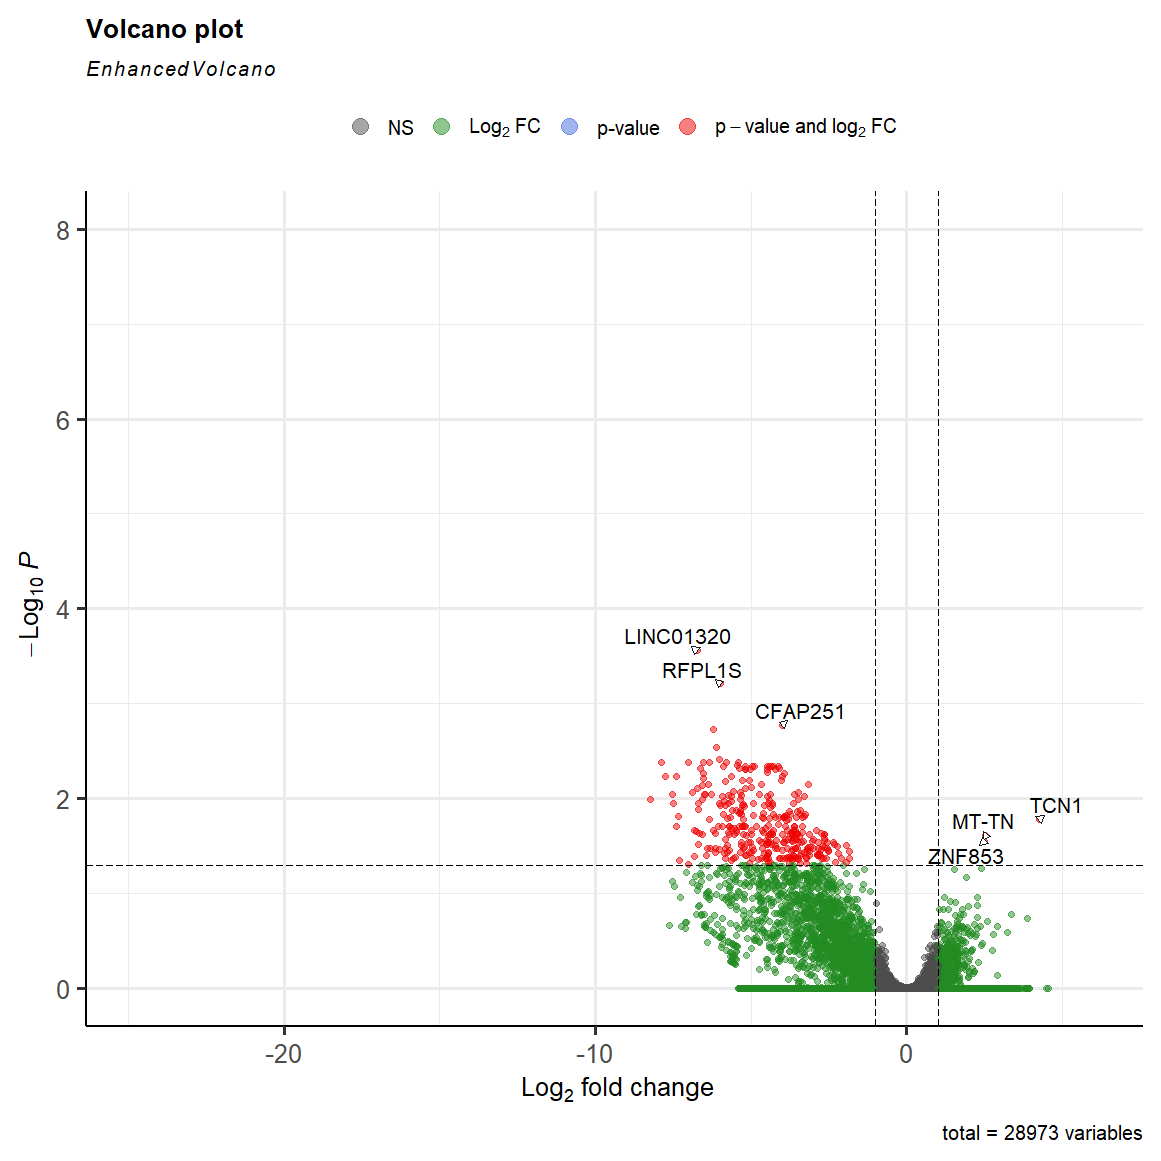 Volcano plot
EnhancedVolcano
NS Log₂ FC p-value p − value and log₂ FC
8
6
4
2
0
−Log₁₀ P
LINC01320
RFPL1S
CFAP251
TCN1
MT-TN
ZNF853
-20 -10 0
Log₂ fold change
total = 28973 variables